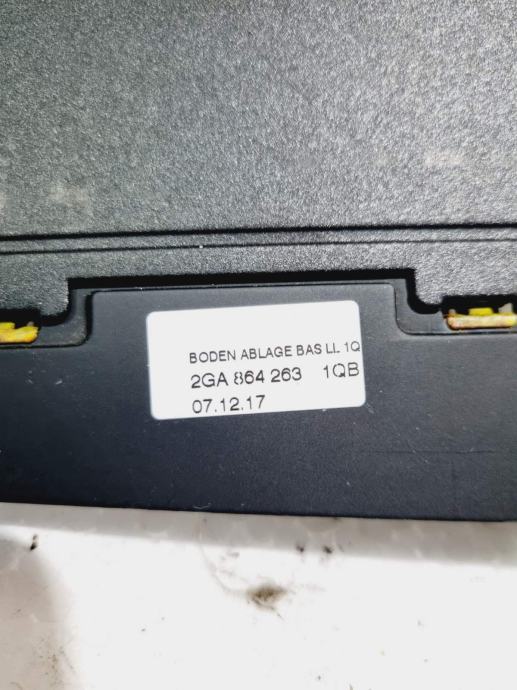 BODEN ABLAGE BAS LL 1Q
2GA 864 263 1QB
07.12.17